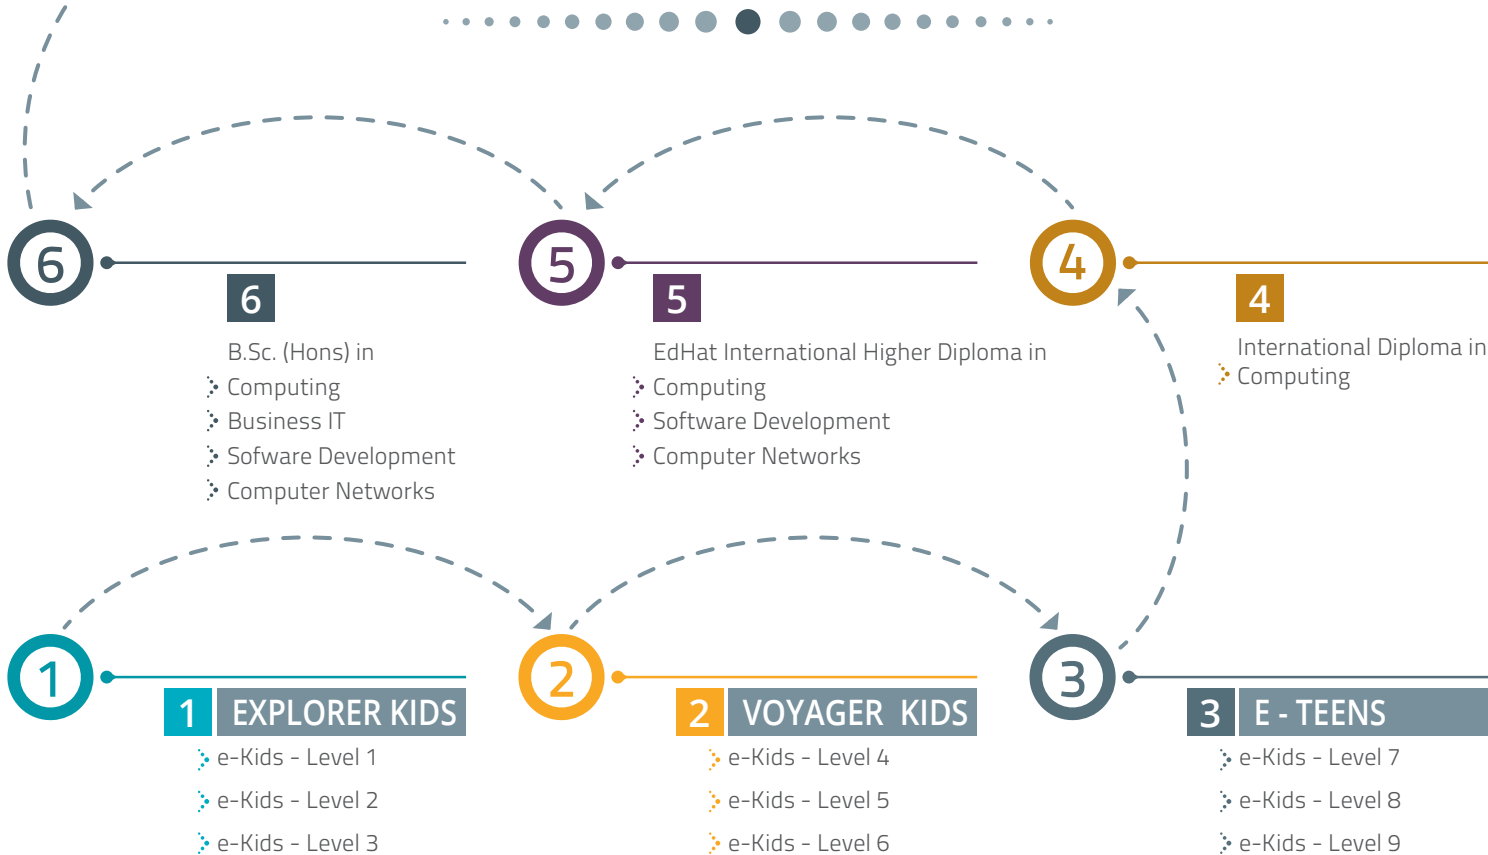 6
5
4
6
B.Sc. (Hons) in
Computing
Business IT
Sofware Development
Computer Networks
5
EdHat International Higher Diploma in
Computing
Software Development
Computer Networks
4
International Diploma in
Computing
1
2
3
1 EXPLORER KIDS
e-Kids - Level 1
e-Kids - Level 2
e-Kids - Level 3
2 VOYAGER KIDS
e-Kids - Level 4
e-Kids - Level 5
e-Kids - Level 6
3 E - TEENS
e-Kids - Level 7
e-Kids - Level 8
e-Kids - Level 9